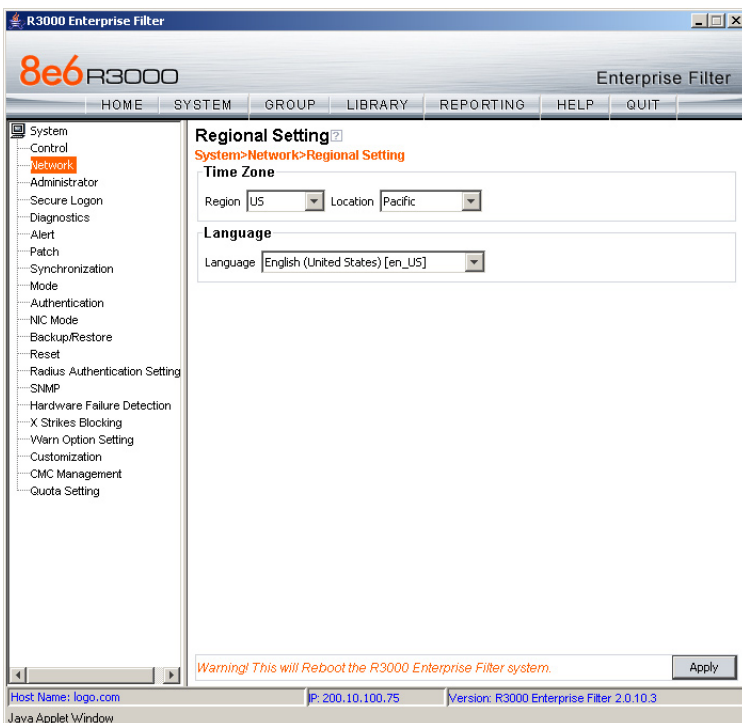 R3000 Enterprise Filter
8e6 R3000
Enterprise Filter
HOME SYSTEM GROUP LIBRARY REPORTING HELP QUIT
System
Control
Network
Administrator
Secure Logon
Diagnostics
Alert
Patch
Synchronization
Mode
Authentication
NIC Mode
Backup/Restore
Reset
Radius Authentication Setting
SNMP
Hardware Failure Detection
X Strikes Blocking
Warn Option Setting
Customization
CMC Management
Quota Setting
Regional Setting ?
System>Network>Regional Setting
Time Zone
Region US Location Pacific
Language
Language English (United States) [en_US]
Warning! This will Reboot the R3000 Enterprise Filter system. Apply
Host Name: logo.com IP: 200.10.100.75 Version: R3000 Enterprise Filter 2.0.10.3
Java Applet Window